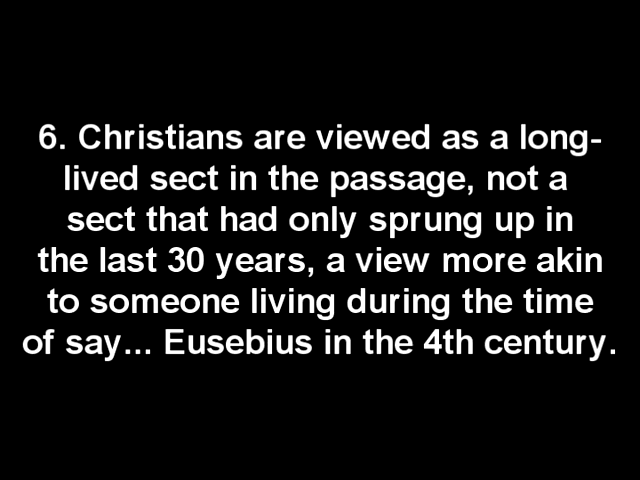 6. Christians are viewed as a long-
lived sect in the passage, not a
sect that had only sprung up in
the last 30 years, a view more akin
to someone living during the time
of say... Eusebius in the 4th century.